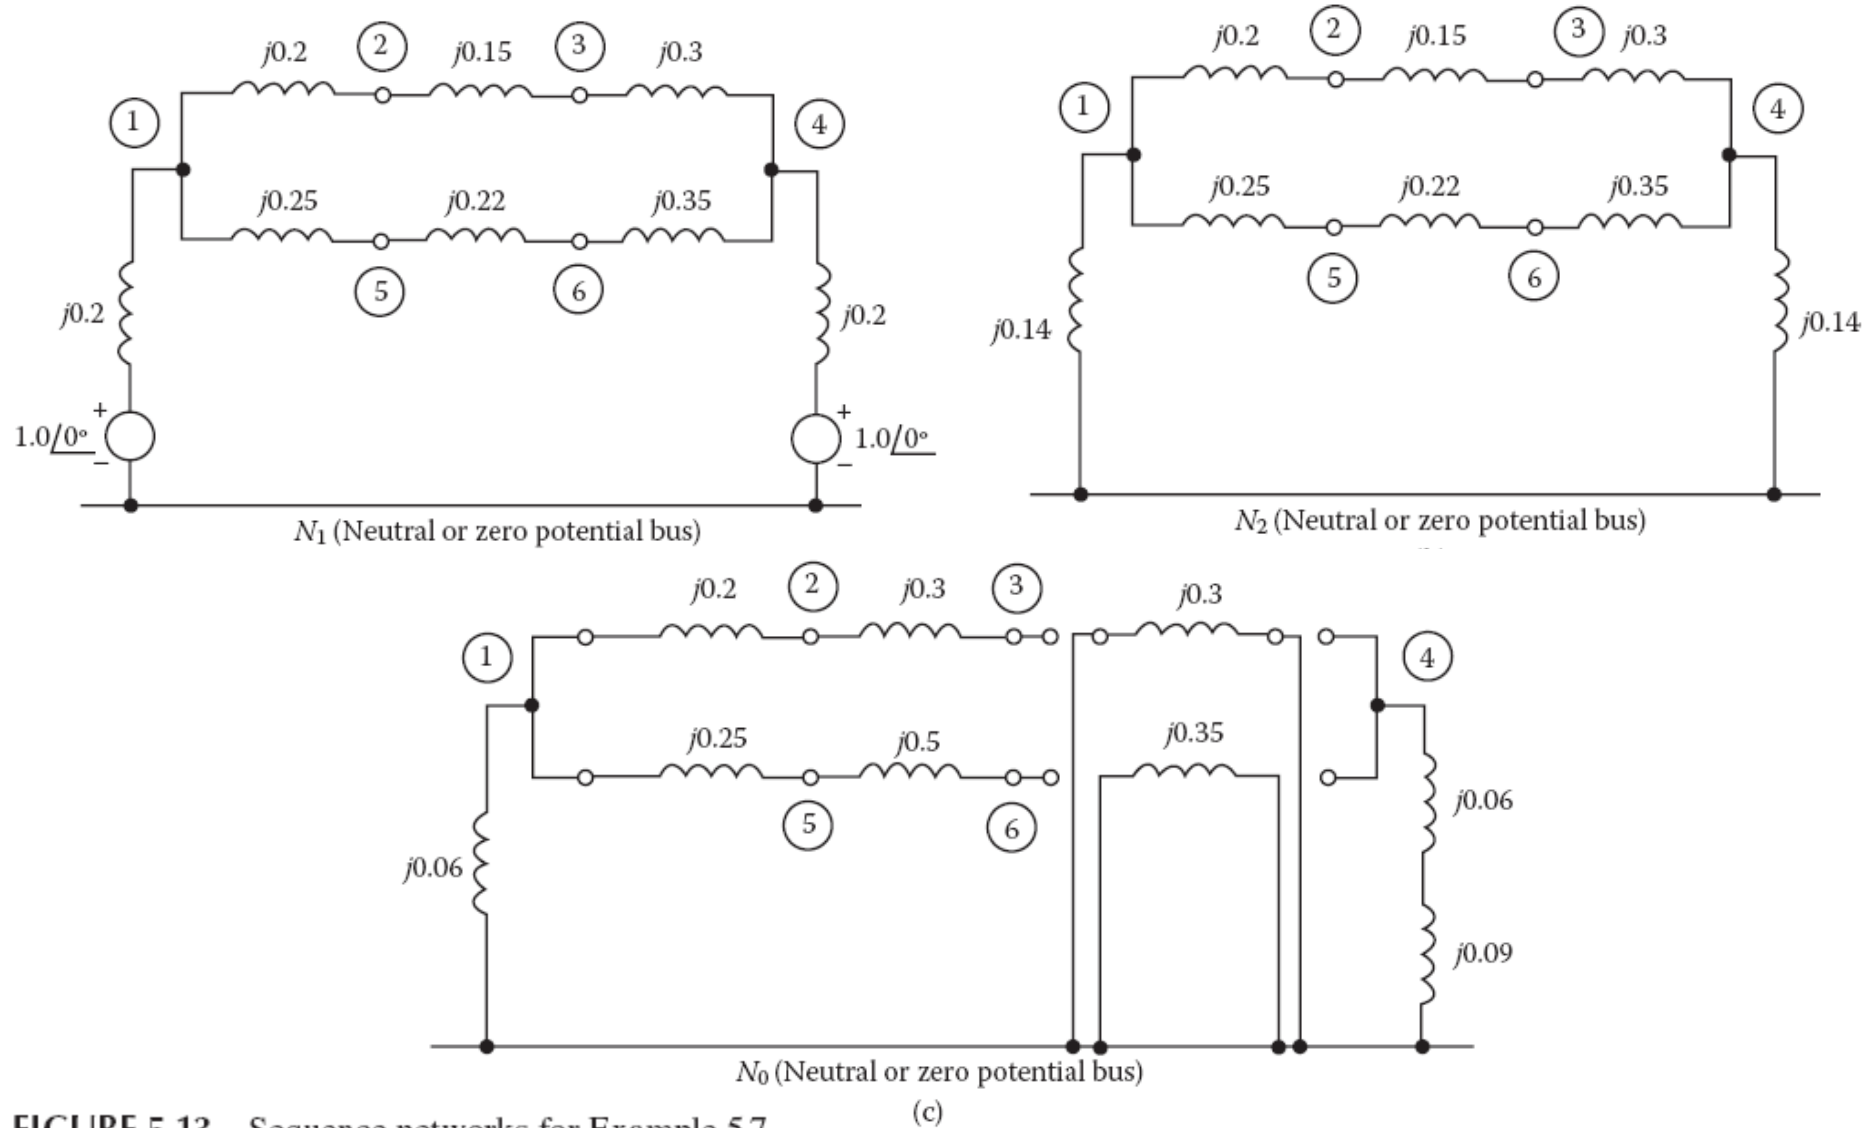 j0.2 2 j0.15 3 j0.3
1 4
j0.25 j0.22 j0.35
5 6
j0.2 j0.2
+ +
1.0/0° 1.0/0°
− −
N1 (Neutral or zero potential bus)
j0.2 2 j0.15 3 j0.3
1 4
j0.25 j0.22 j0.35
5 6
j0.14 j0.14
N2 (Neutral or zero potential bus)
j0.2 2 j0.3 3 j0.3
1 4
j0.25 j0.5 j0.35
5 6
j0.06
j0.06
j0.09
N0 (Neutral or zero potential bus)
(c)
FIGURE 5.13 Sequence networks for Example 5.7